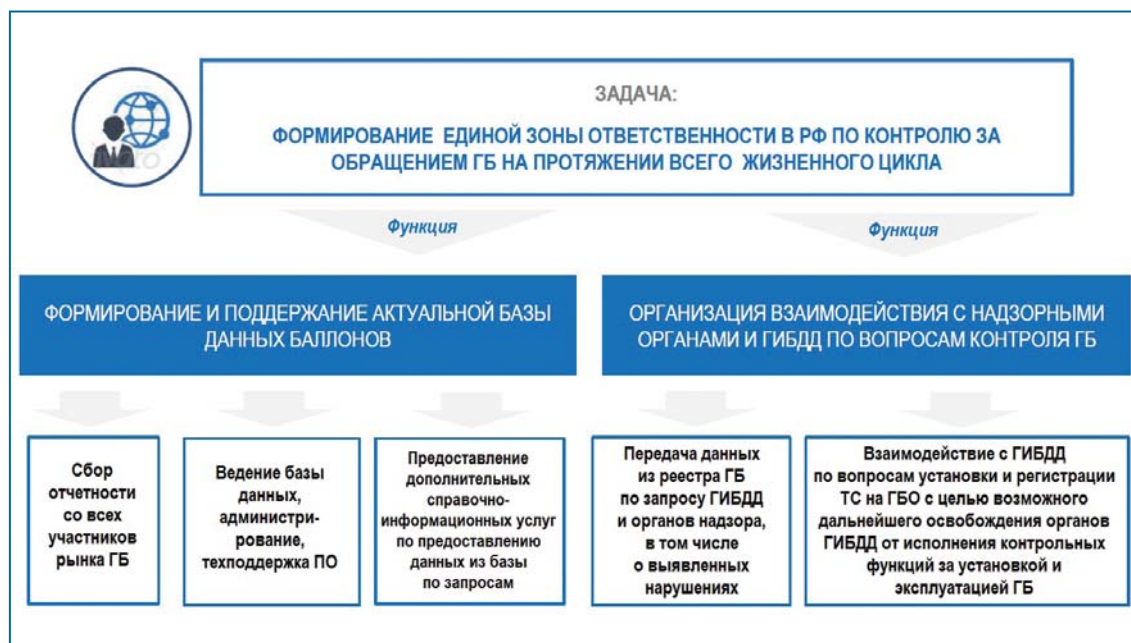 ЗАДАЧА:
ФОРМИРОВАНИЕ ЕДИНОЙ ЗОНЫ ОТВЕТСТВЕННОСТИ В РФ ПО КОНТРОЛЮ ЗА
ОБРАЩЕНИЕМ ГБ НА ПРОТЯЖЕНИИ ВСЕГО ЖИЗНЕННОГО ЦИКЛА
Функция
Функция
ФОРМИРОВАНИЕ И ПОДДЕРЖАНИЕ АКТУАЛЬНОЙ БАЗЫ
ДАННЫХ БАЛЛОНОВ
ОРГАНИЗАЦИЯ ВЗАИМОДЕЙСТВИЯ С НАДЗОРНЫМИ
ОРГАНАМИ И ГИБДД ПО ВОПРОСАМ КОНТРОЛЯ ГБ
Сбор
отчетности
со всех
участников
рынка ГБ
Ведение базы
данных,
администри-
рование,
техподдержка ПО
Предоставление
дополнительных
справочно-
информационных услуг
по предоставлению
данных из базы
по запросам
Передача данных
из реестра ГБ
по запросу ГИБДД
и органов надзора,
в том числе
о выявленных
нарушениях
Взаимодействие с ГИБДД
по вопросам установки и регистрации
ТС на ГБО с целью возможного
дальнейшего освобождения органов
ГИБДД от исполнения контрольных
функций за установкой и
эксплуатацией ГБ